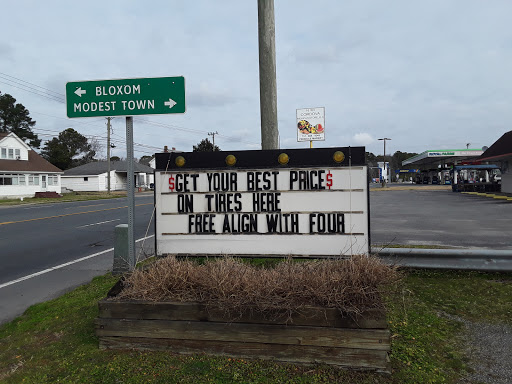 BLOXOM
MODEST TOWN
$GET YOUR BEST PRICE$
ON TIRES HERE
FREE ALIGN WITH FOUR